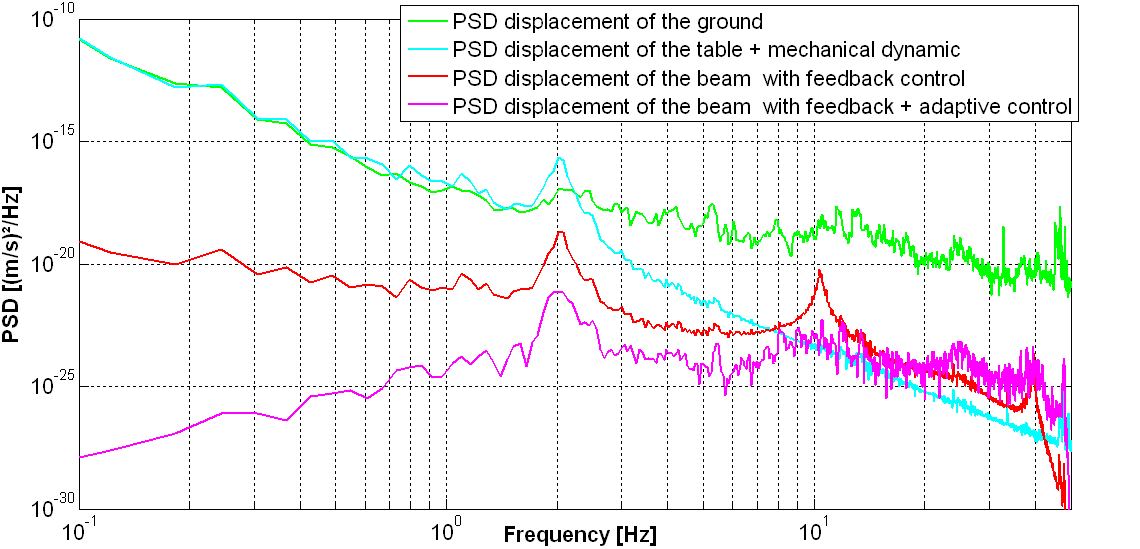 10^-10
PSD displacement of the ground
PSD displacement of the table + mechanical dynamic
PSD displacement of the beam  with feedback control
PSD displacement of the beam  with feedback + adaptive control
10^-15
PSD [(m/s)²/Hz]
10^-20
10^-25
10^-30
10^-1
10^0
Frequency [Hz]
10^1